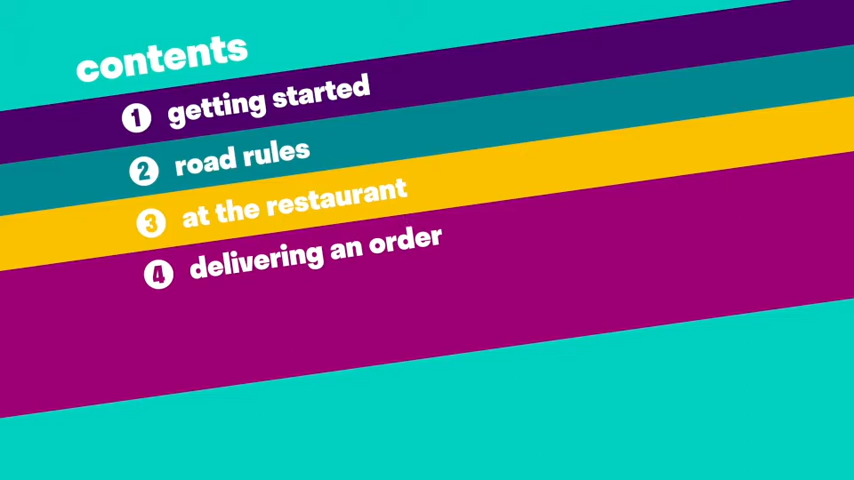 contents
1 getting started
2 road rules
3 at the restaurant
4 delivering an order